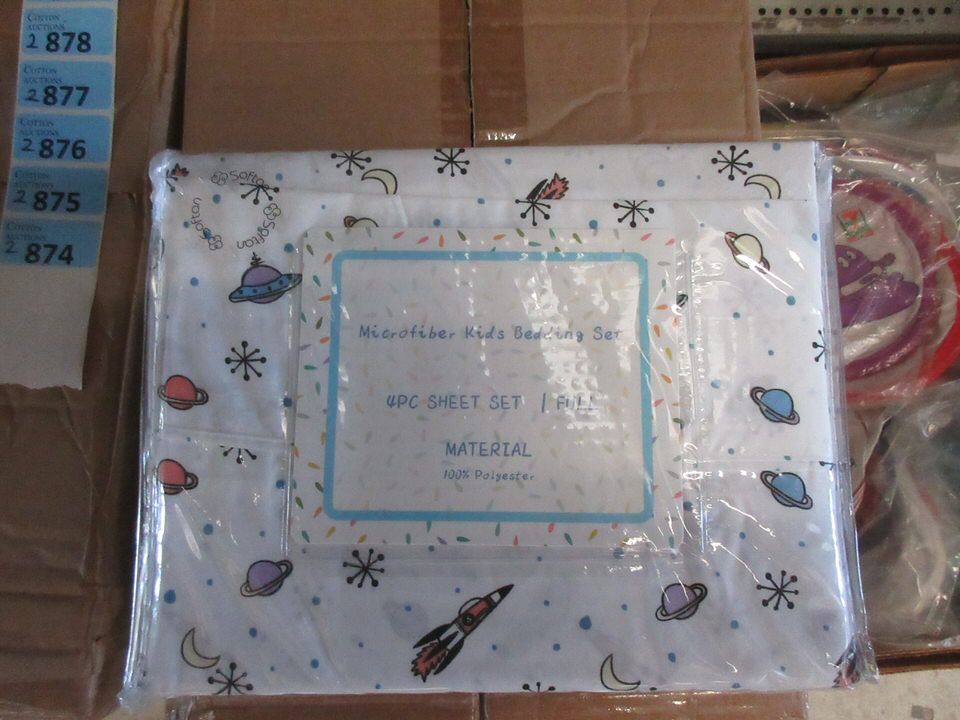 COTTON
AUCTIONS
2 878
COTTON
AUCTIONS
2 877
COTTON
AUCTIONS
2 876
COTTON
AUCTIONS
2 875
COTTON
AUCTIONS
2 874
Softan
Softan
Softan
Microfiber Kids Bedding Set
4PC SHEET SET | FULL
MATERIAL
100% Polyester